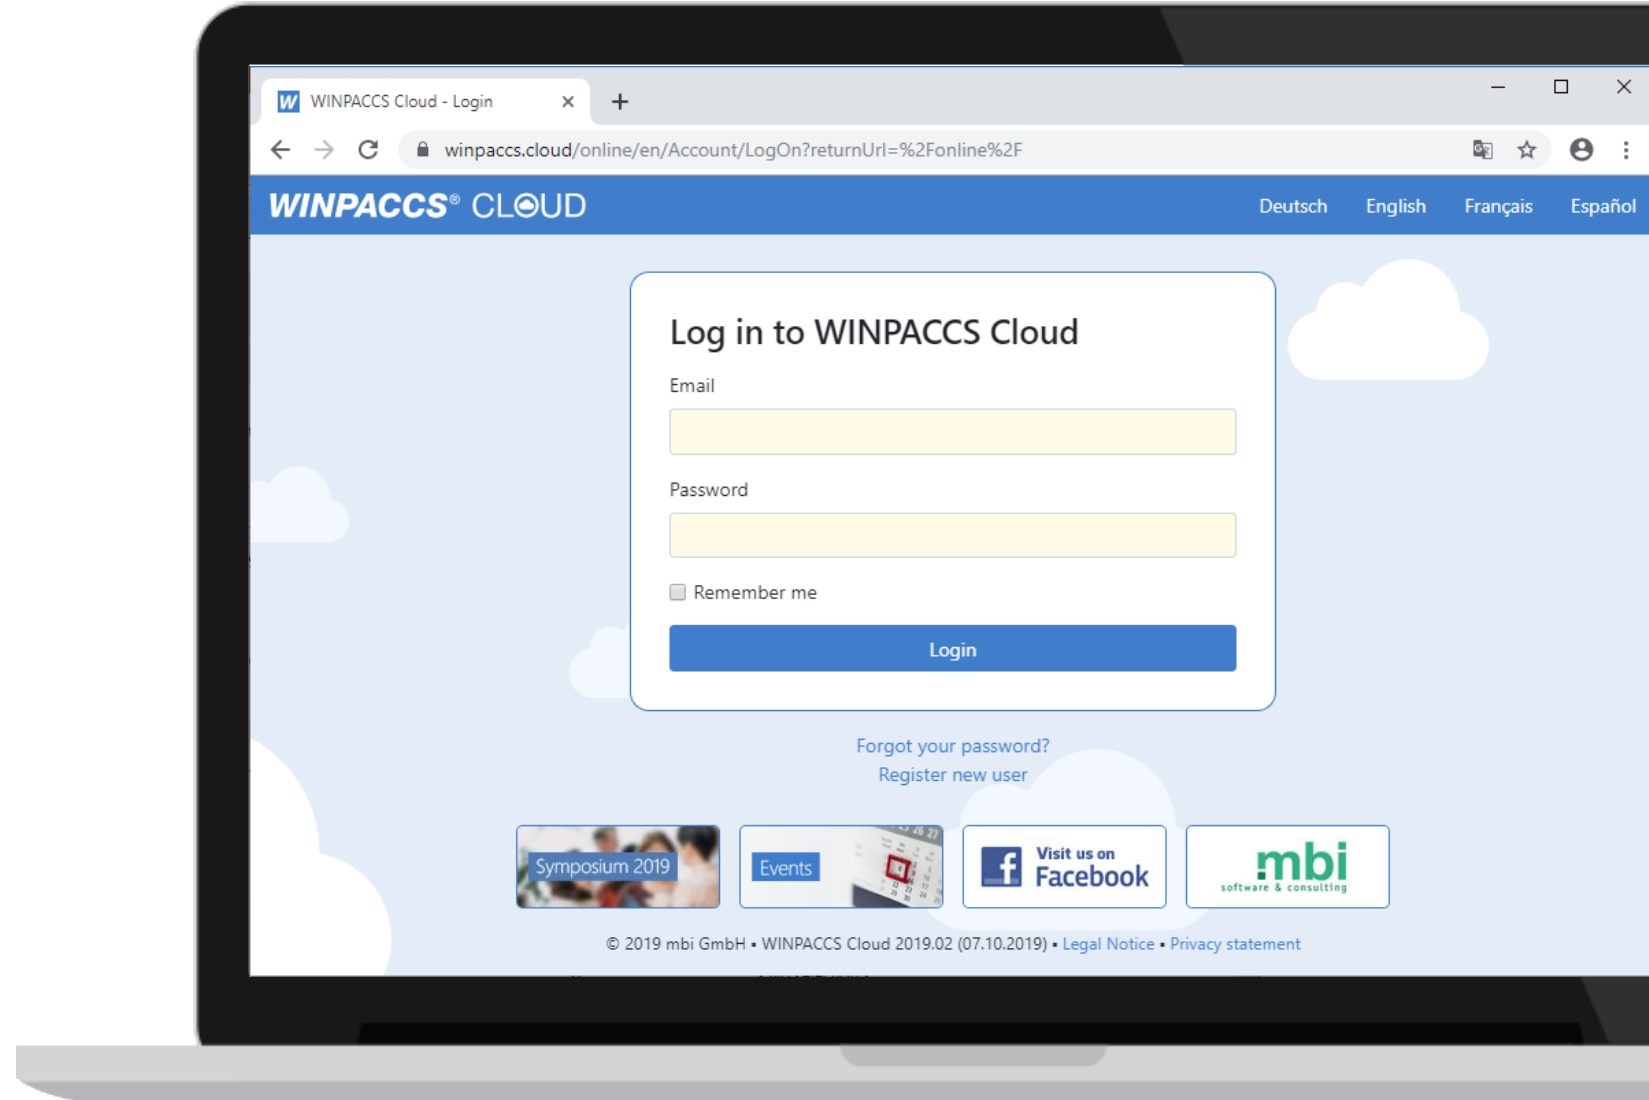 WINPACCS Cloud - Login
winpaccs.cloud/online/en/Account/LogOn?returnUrl=%2Fonline%2F
WINPACCS® CLOUD
Deutsch English Français Español
Log in to WINPACCS Cloud
Email
Password
Remember me
Login
Forgot your password?
Register new user
Symposium 2019
Events
Visit us on
Facebook
mbi
software & consulting
© 2019 mbi GmbH ▪ WINPACCS Cloud 2019.02 (07.10.2019) ▪ Legal Notice ▪ Privacy statement